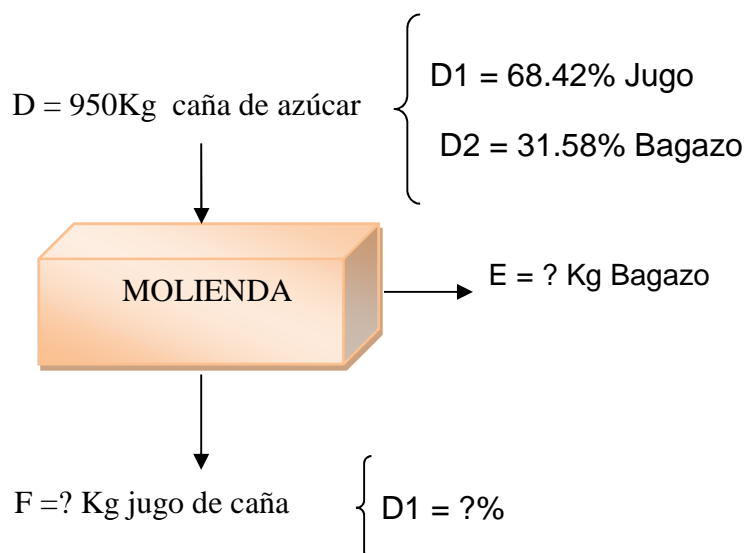 D1 = 68.42% Jugo
D = 950Kg caña de azúcar
D2 = 31.58% Bagazo
MOLIENDA
E = ? Kg Bagazo
F =? Kg jugo de caña
D1 = ?%